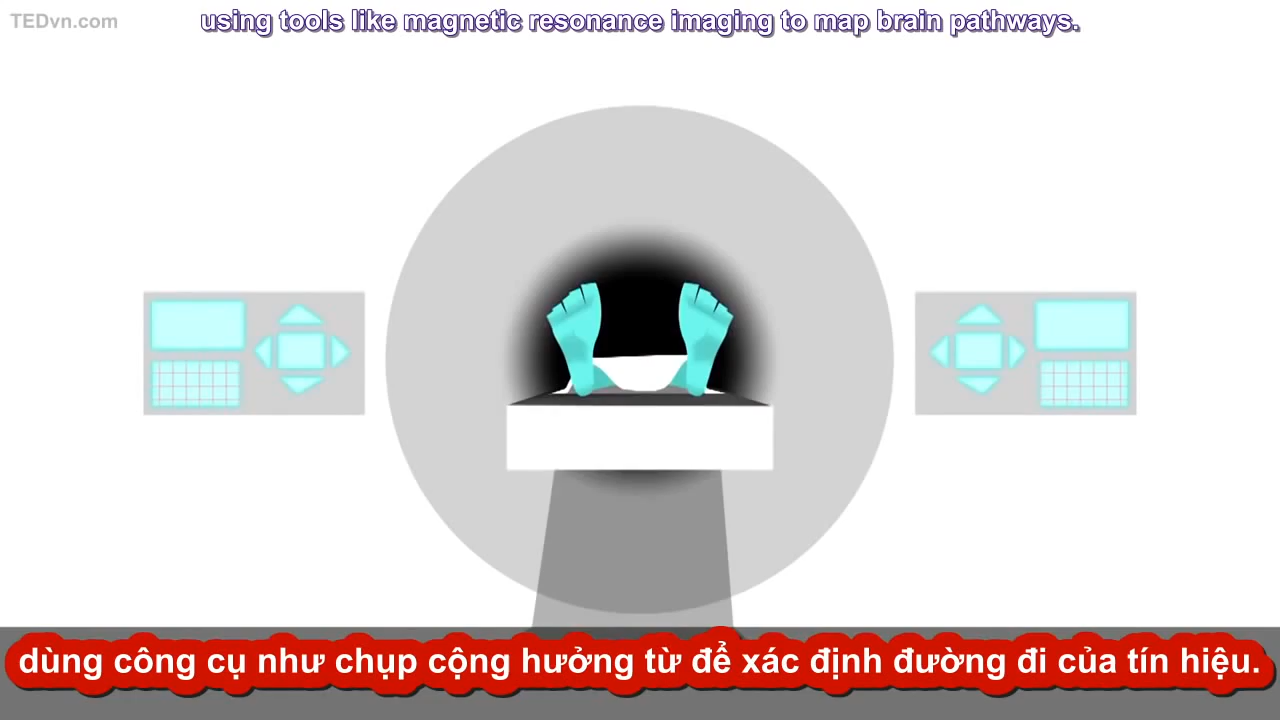 TEDvn.com
using tools like magnetic resonance imaging to map brain pathways.
dùng công cụ như chụp cộng hưởng từ để xác định đường đi của tín hiệu.